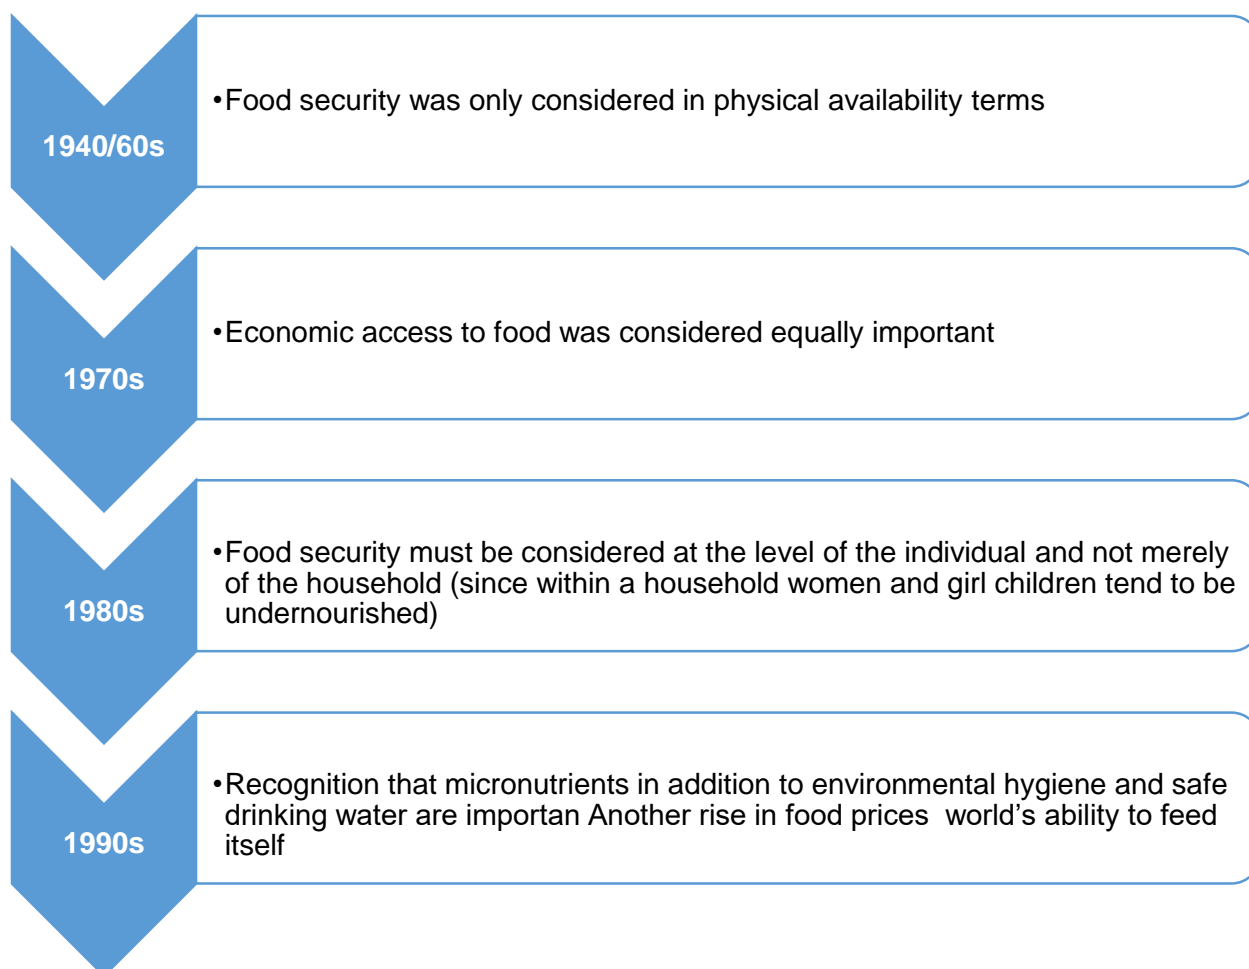 •Food security was only considered in physical availability terms
1940/60s
•Economic access to food was considered equally important
1970s
•Food security must be considered at the level of the individual and not merely
of the household (since within a household women and girl children tend to be
undernourished)
1980s
•Recognition that micronutrients in addition to environmental hygiene and safe
drinking water are importan Another rise in food prices  world’s ability to feed
itself
1990s